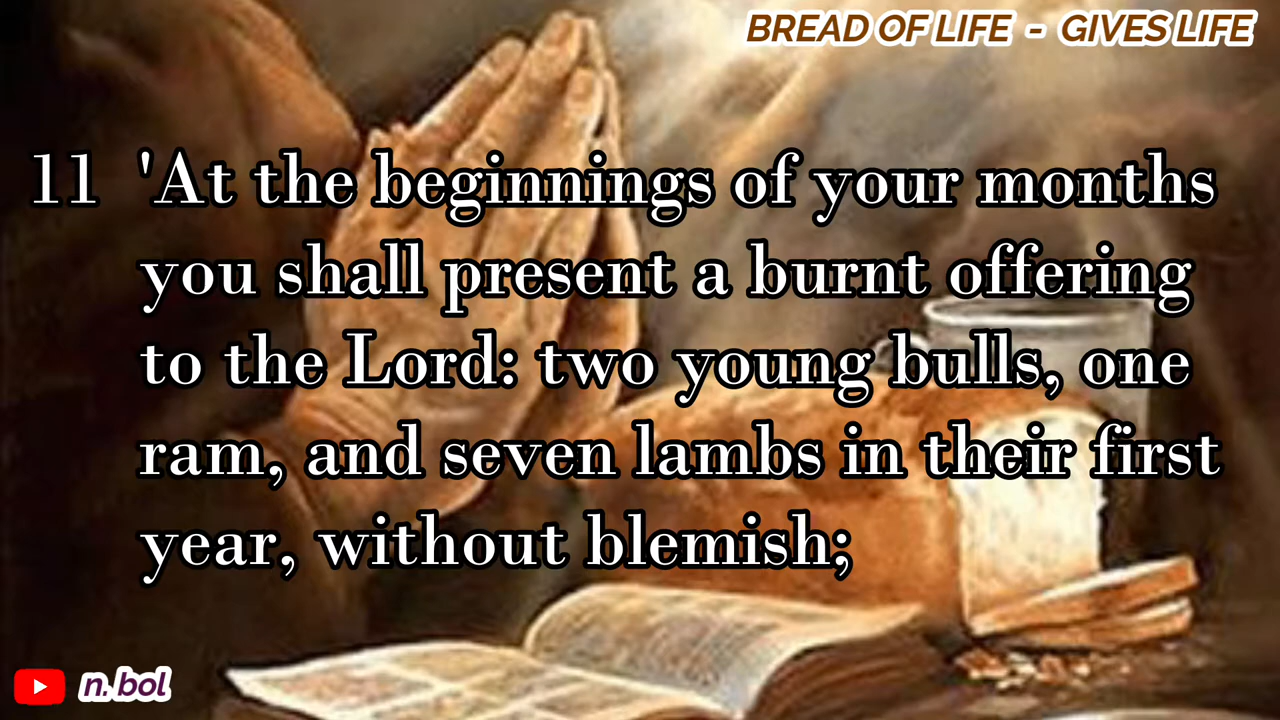 BREAD OF LIFE - GIVES LIFE
11 'At the beginnings of your months
you shall present a burnt offering
to the Lord: two young bulls, one
ram, and seven lambs in their first
year, without blemish;
n. bol